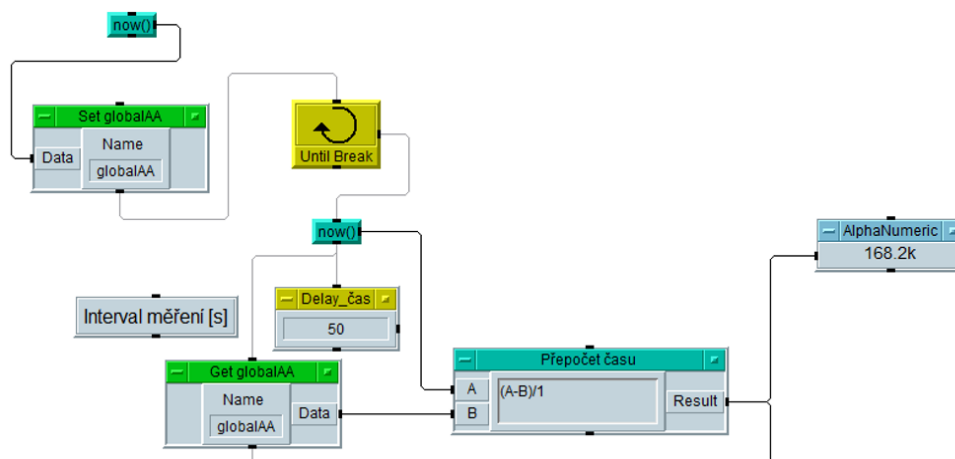 now()
Set globalAA
Name
Data
globalAA
Until Break
now()
AlphaNumeric
168.2k
Delay_čas
50
Interval měření [s]
Přepočet času
A
(A-B)/1
B
Result
Get globalAA
Name
Data
globalAA